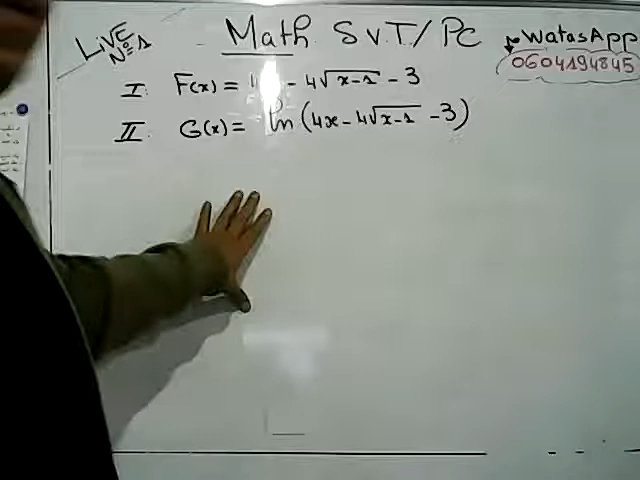 LiVE N°1
Math SVT/PC
WatasApp
0604194845
I. F(x) = 4x - 4√x-1 - 3
II. G(x) = ln (4x - 4√x-1 - 3)